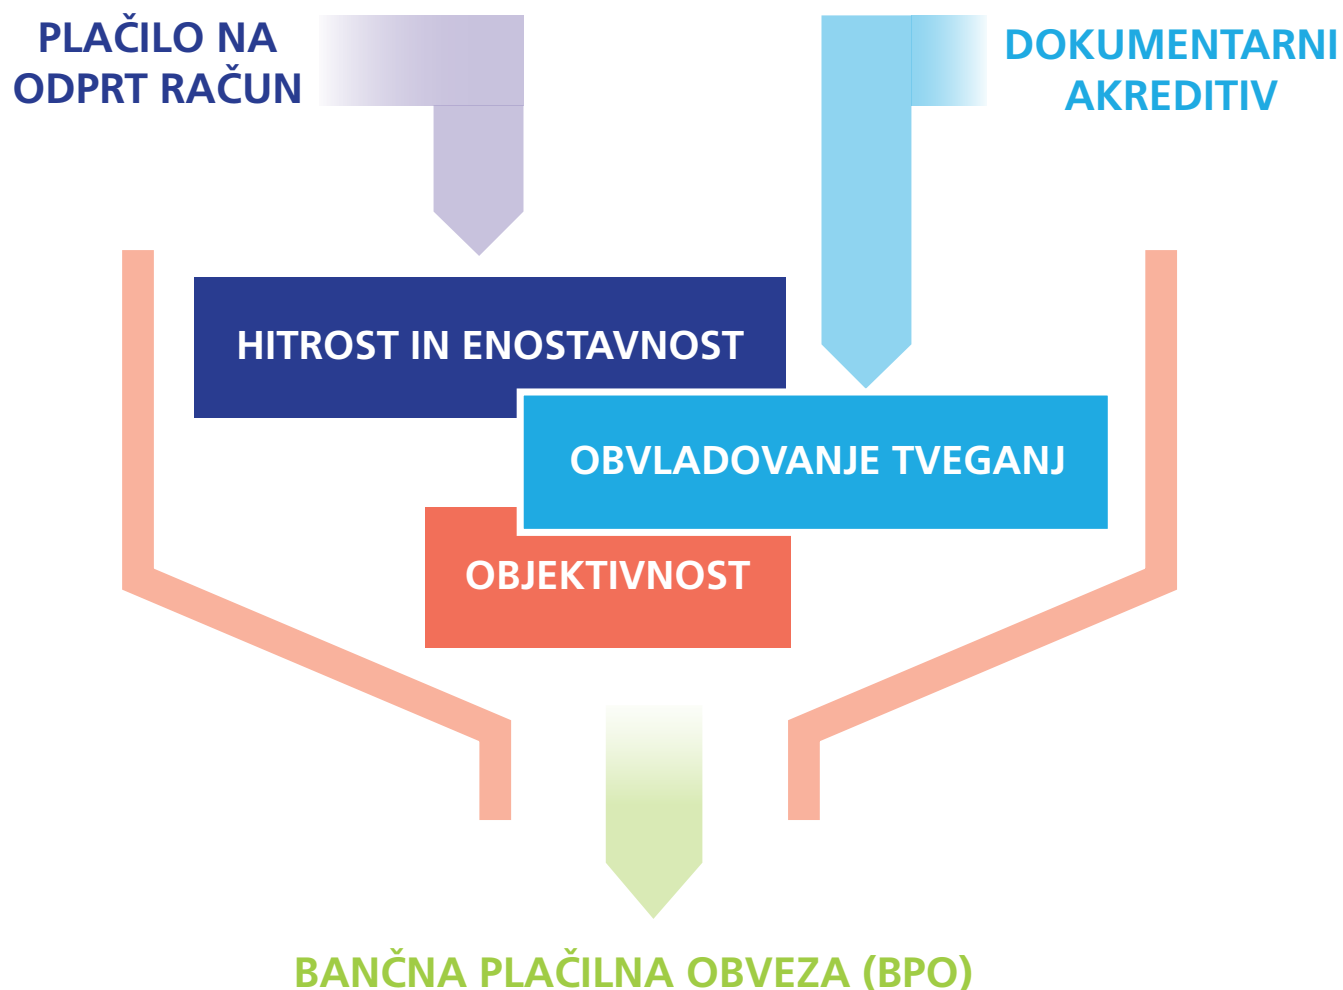 PLAČILO NA
ODPRT RAČUN
DOKUMENTARNI
AKREDITIV
HITROST IN ENOSTAVNOST
OBVLADOVANJE TVEGANJ
OBJEKTIVNOST
BANČNA PLAČILNA OBVEZA (BPO)